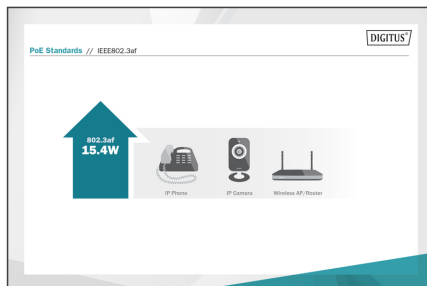 DIGITUS®
PoE Standards // IEEE802.3af
802.3af
15.4W
IP Phone
IP Camera
Wireless AP/Router